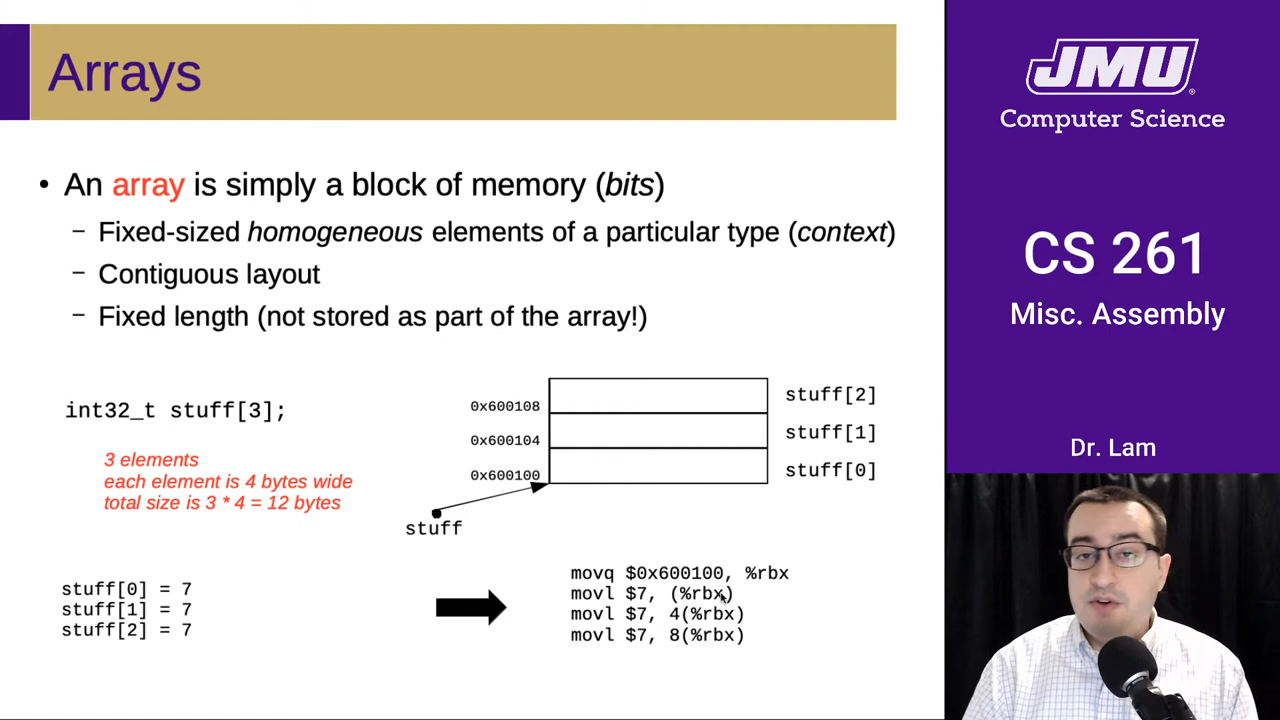 Arrays
• An array is simply a block of memory (bits)
– Fixed-sized homogeneous elements of a particular type (context)
– Contiguous layout
– Fixed length (not stored as part of the array!)
int32_t stuff[3];
3 elements
each element is 4 bytes wide
total size is 3 * 4 = 12 bytes
0x600108
0x600104
0x600100
stuff[2]
stuff[1]
stuff[0]
stuff
stuff[0] = 7
stuff[1] = 7
stuff[2] = 7
movq $0x600100, %rbx
movl $7, (%rbx)
movl $7, 4(%rbx)
movl $7, 8(%rbx)
JMU®
Computer Science
CS 261
Misc. Assembly
Dr. Lam